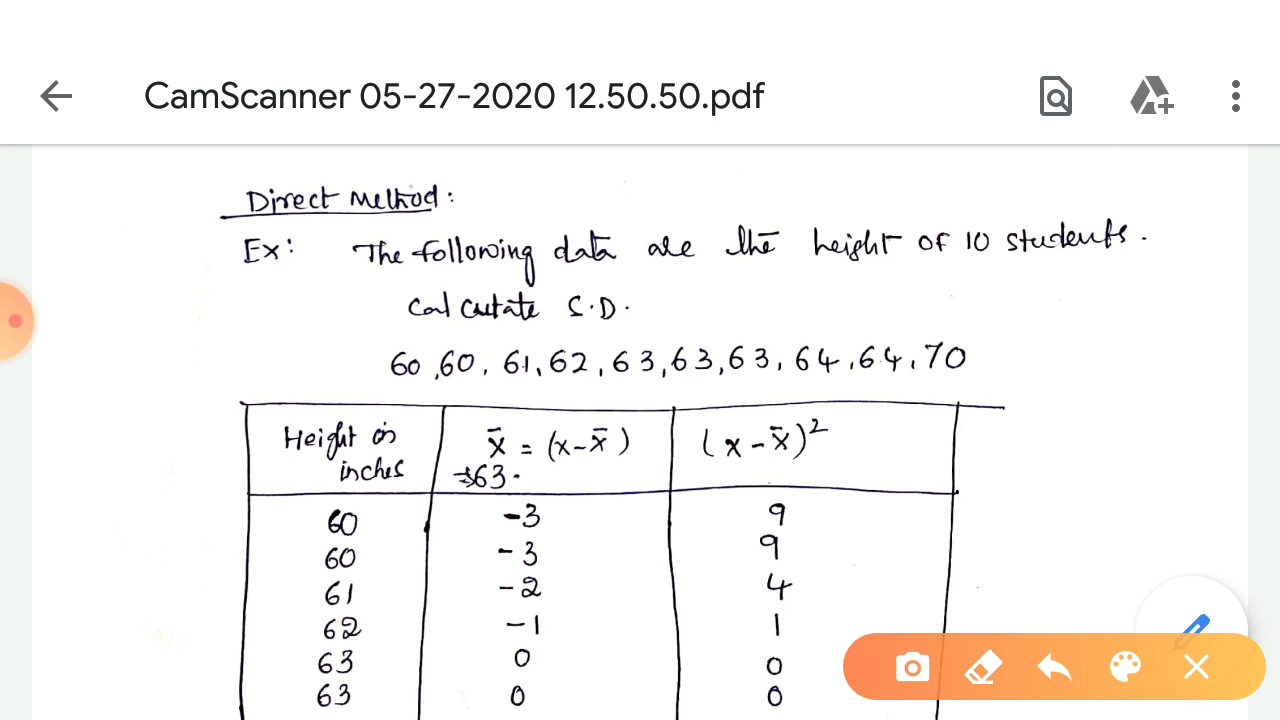 CamScanner 05-27-2020 12.50.50.pdf
Direct Method:
Ex: The following data are the height of 10 students.
Calculate S.D.
60,60,61,62,63,63,63,64,64,70
Height in inches x̄ = (x-x̄) (x-x̄)²
⇒63.
60 -3 9
60 -3 9
61 -2 4
62 -1 1
63 0 0
63 0 0